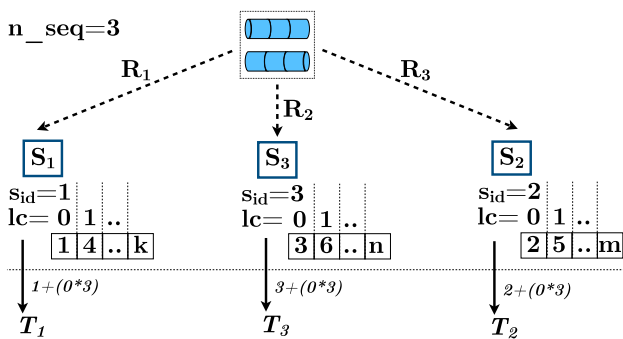 n_seq=3
R1
R2
R3
S1
S3
S2
sid=1
sid=3
sid=2
lc= 0 1 ..
lc= 0 1 ..
lc= 0 1 ..
1 4 .. k
3 6 .. n
2 5 .. m
1+(0*3)
3+(0*3)
2+(0*3)
T1
T3
T2